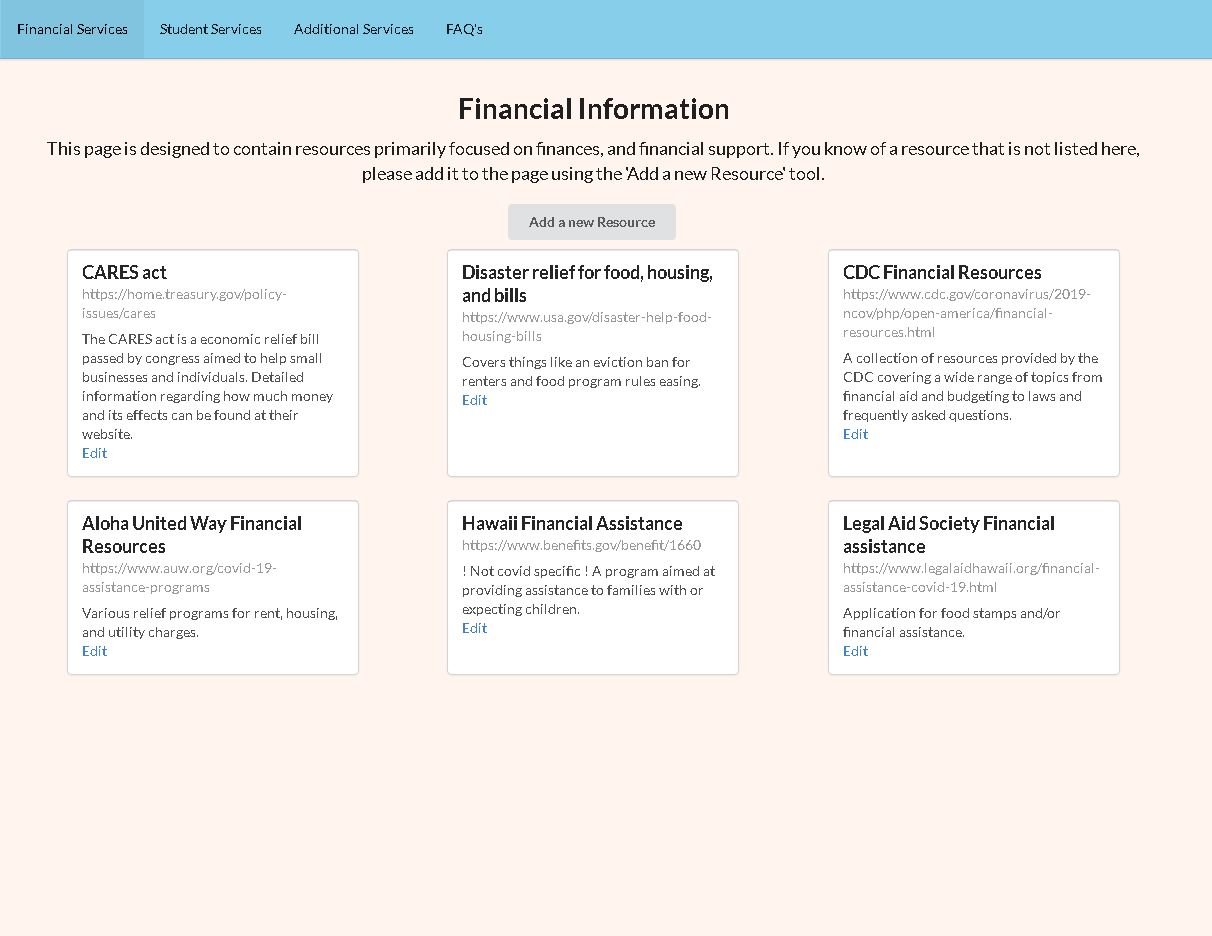 Financial Services
Student Services
Additional Services
FAQ's
Financial Information
This page is designed to contain resources primarily focused on finances, and financial support. If you know of a resource that is not listed here,
please add it to the page using the 'Add a new Resource' tool.
Add a new Resource
CARES act
https://home.treasury.gov/policy-
issues/cares
The CARES act is a economic relief bill
passed by congress aimed to help small
businesses and individuals. Detailed
information regarding how much money
and its effects can be found at their
website.
Edit
Disaster relief for food, housing,
and bills
https://www.usa.gov/disaster-help-food-
housing-bills
Covers things like an eviction ban for
renters and food program rules easing.
Edit
CDC Financial Resources
https://www.cdc.gov/coronavirus/2019-
ncov/php/open-america/financial-
resources.html
A collection of resources provided by the
CDC covering a wide range of topics from
financial aid and budgeting to laws and
frequently asked questions.
Edit
Aloha United Way Financial
Resources
https://www.auw.org/covid-19-
assistance-programs
Various relief programs for rent, housing,
and utility charges.
Edit
Hawaii Financial Assistance
https://www.benefits.gov/benefit/1660
! Not covid specific ! A program aimed at
providing assistance to families with or
expecting children.
Edit
Legal Aid Society Financial
assistance
https://www.legalaidhawaii.org/financial-
assistance-covid-19.html
Application for food stamps and/or
financial assistance.
Edit